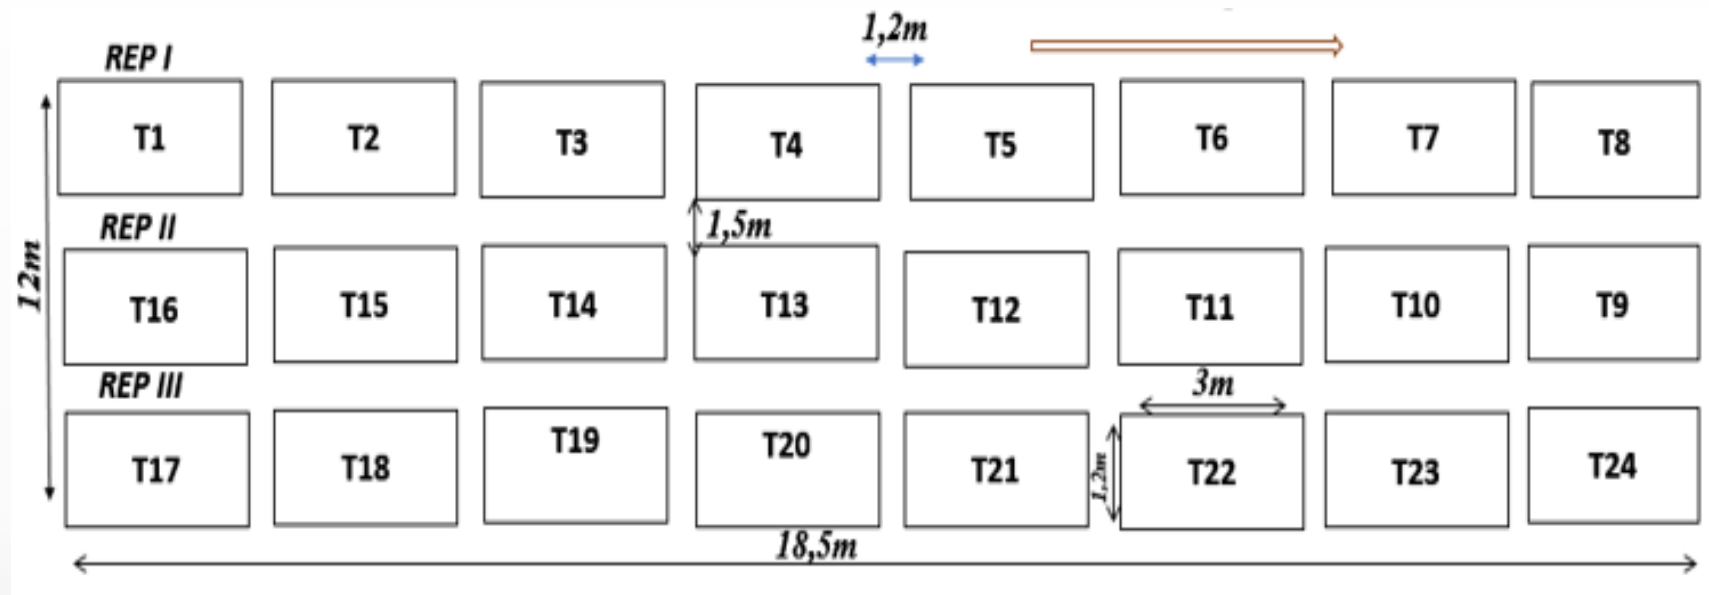 1,2m
REP I
T1 T2 T3 T4 T5 T6 T7 T8
1,5m
REP II
12m
T16 T15 T14 T13 T12 T11 T10 T9
REP III
3m
T17 T18 T19 T20 T21 T22 T23 T24
1,2m
18,5m